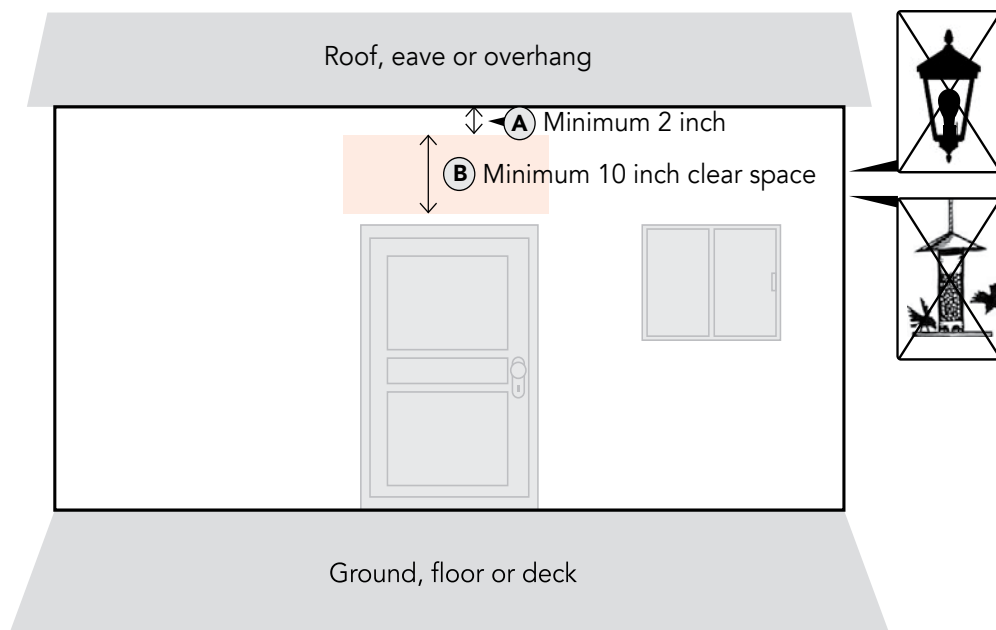 Roof, eave or overhang
A Minimum 2 inch
B Minimum 10 inch clear space
Ground, floor or deck